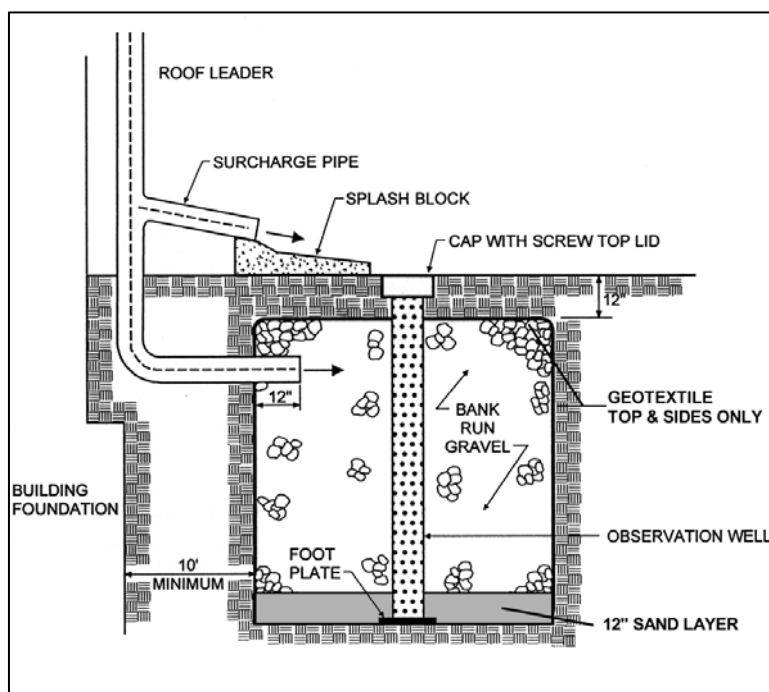 ROOF LEADER
SURCHARGE PIPE
SPLASH BLOCK
CAP WITH SCREW TOP LID
12"
12"
GEOTEXTILE
TOP & SIDES ONLY
BANK
RUN
GRAVEL
BUILDING
FOUNDATION
OBSERVATION WELL
FOOT
PLATE
10'
MINIMUM
12" SAND LAYER